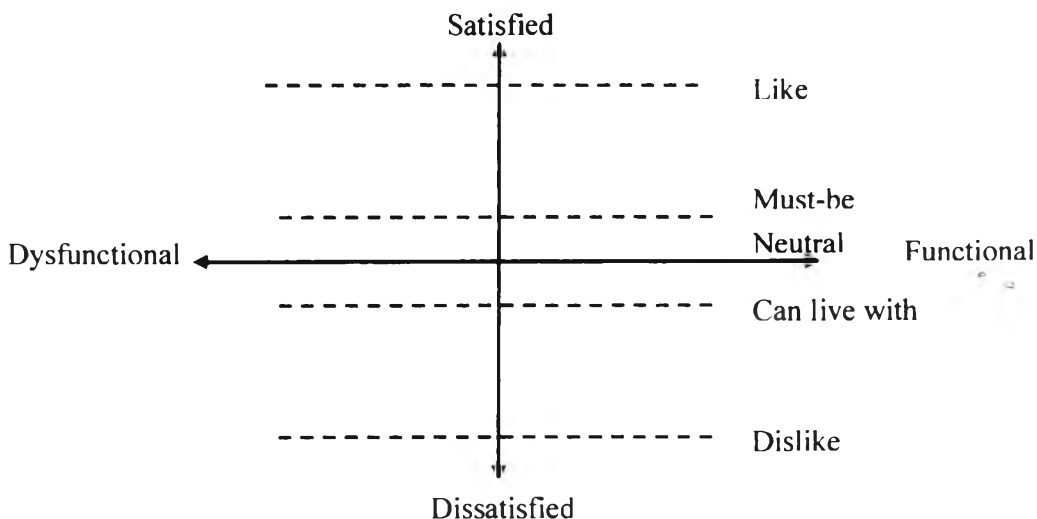 Satisfied
Like
Must-be
Neutral
Dysfunctional
Functional
Can live with
Dislike
Dissatisfied